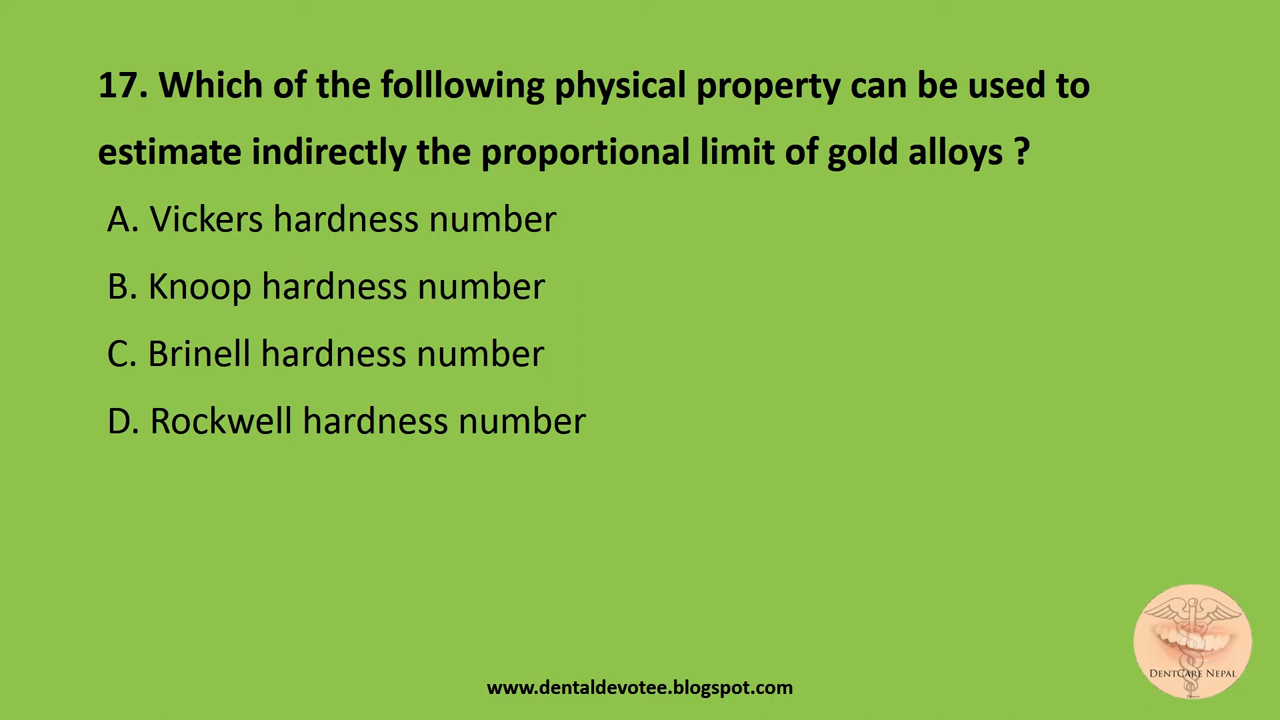 17. Which of the folllowing physical property can be used to
estimate indirectly the proportional limit of gold alloys ?
A. Vickers hardness number
B. Knoop hardness number
C. Brinell hardness number
D. Rockwell hardness number
DENTCARE NEPAL
www.dentaldevotee.blogspot.com